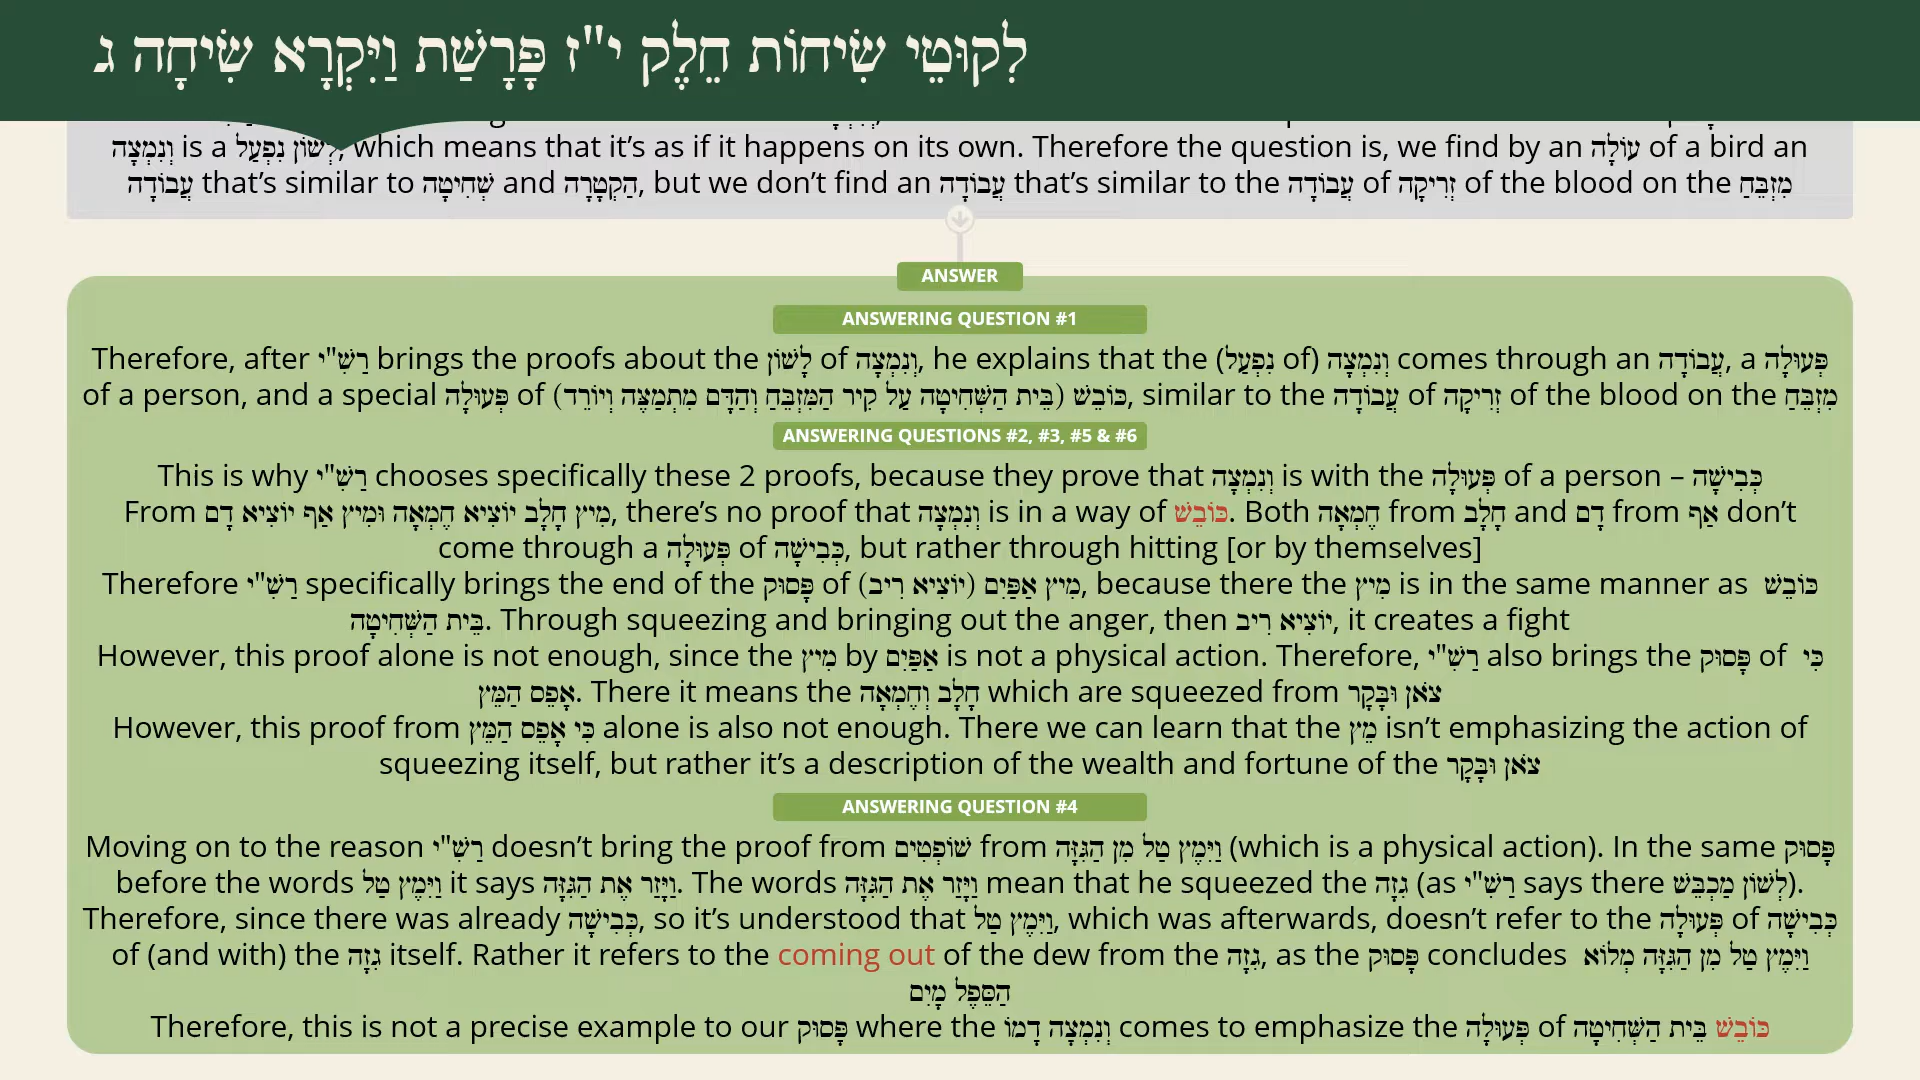 לִקוּטֵי שִׂיחוֹת חֵלֶק י"ז פָּרָשַׁת וַיִּקְרָא שִׂיחָה ג
וְנִמְצָה is a לְשׁוֹן נִפְעַל, which means that it’s as if it happens on its own. Therefore the question is, we find by an עוֹלָה of a bird an
עֲבוֹדָה that’s similar to שְׁחִיטָה and הַקְטָרָה, but we don’t find an עֲבוֹדָה that’s similar to the עֲבוֹדָה of זְרִיקָה of the blood on the מִזְבֵּחַ
ANSWER
ANSWERING QUESTION #1
Therefore, after רַשִׁ"י brings the proofs about the לָשׁוֹן of וְנִמְצָה, he explains that the (נִפְעַל of) וְנִמְצָה comes through an עֲבוֹדָה, a פְּעוּלָה
of a person, and a special פְּעוּלָה of כּוֹבֵשׁ (בֵּית הַשְּׁחִיטָה עַל קִיר הַמִּזְבֵּחַ וְהַדָּם מִתְמַצֶּה וְיוֹרֵד), similar to the עֲבוֹדָה of זְרִיקָה of the blood on the מִזְבֵּחַ
ANSWERING QUESTIONS #2, #3, #5 & #6
This is why רַשִׁ"י chooses specifically these 2 proofs, because they prove that וְנִמְצָה is with the פְּעוּלָה of a person – כְּבִישָׁה
From מִיץ חָלָב יוֹצִיא חֶמְאָה וּמִיץ אַף יוֹצִיא דָם, there’s no proof that וְנִמְצָה is in a way of כּוֹבֵשׁ. Both חֶמְאָה from חָלָב and דָם from אַף don’t
come through a פְּעוּלָה of כְּבִישָׁה, but rather through hitting [or by themselves]
Therefore רַשִׁ"י specifically brings the end of the פָּסוּק of מִיץ אַפַּיִם (יוֹצִיא רִיב), because there the מִיץ is in the same manner as כּוֹבֵשׁ
בֵּית הַשְּׁחִיטָה. Through squeezing and bringing out the anger, then יוֹצִיא רִיב, it creates a fight
However, this proof alone is not enough, since the מִיץ by אַפַּיִם is not a physical action. Therefore, רַשִׁ"י also brings the פָּסוּק of כִּי
אָפֵס הַמֵּץ. There it means the חָלָב וְחֶמְאָה which are squeezed from צֹאן וּבָקָר
However, this proof from כִּי אָפֵס הַמֵּץ alone is also not enough. There we can learn that the מֵץ isn’t emphasizing the action of
squeezing itself, but rather it’s a description of the wealth and fortune of the צֹאן וּבָקָר
ANSWERING QUESTION #4
Moving on to the reason רַשִׁ"י doesn’t bring the proof from שׁוֹפְטִים from וַיִּמֶץ טַל מִן הַגִּזָּה (which is a physical action). In the same פָּסוּק
before the words וַיִּמֶץ טַל it says וַיָּזַר אֶת הַגִּזָּה. The words וַיָּזַר אֶת הַגִּזָּה mean that he squeezed the גִזָה (as רַשִׁ"י says there לְשׁוֹן מַכְבֵּשׁ).
Therefore, since there was already כְּבִישָׁה, so it’s understood that וַיִּמֶץ טַל, which was afterwards, doesn’t refer to the פְּעוּלָה of כְּבִישָׁה
of (and with) the גִזָה itself. Rather it refers to the coming out of the dew from the גִזָה, as the פָּסוּק concludes וַיִּמֶץ טַל מִן הַגִּזָּה מְלוֹא
הַסֵּפֶל מָיִם
Therefore, this is not a precise example to our פָּסוּק where the וְנִמְצָה דָמוֹ comes to emphasize the פְּעוּלָה of כּוֹבֵשׁ בֵּית הַשְּׁחִיטָה